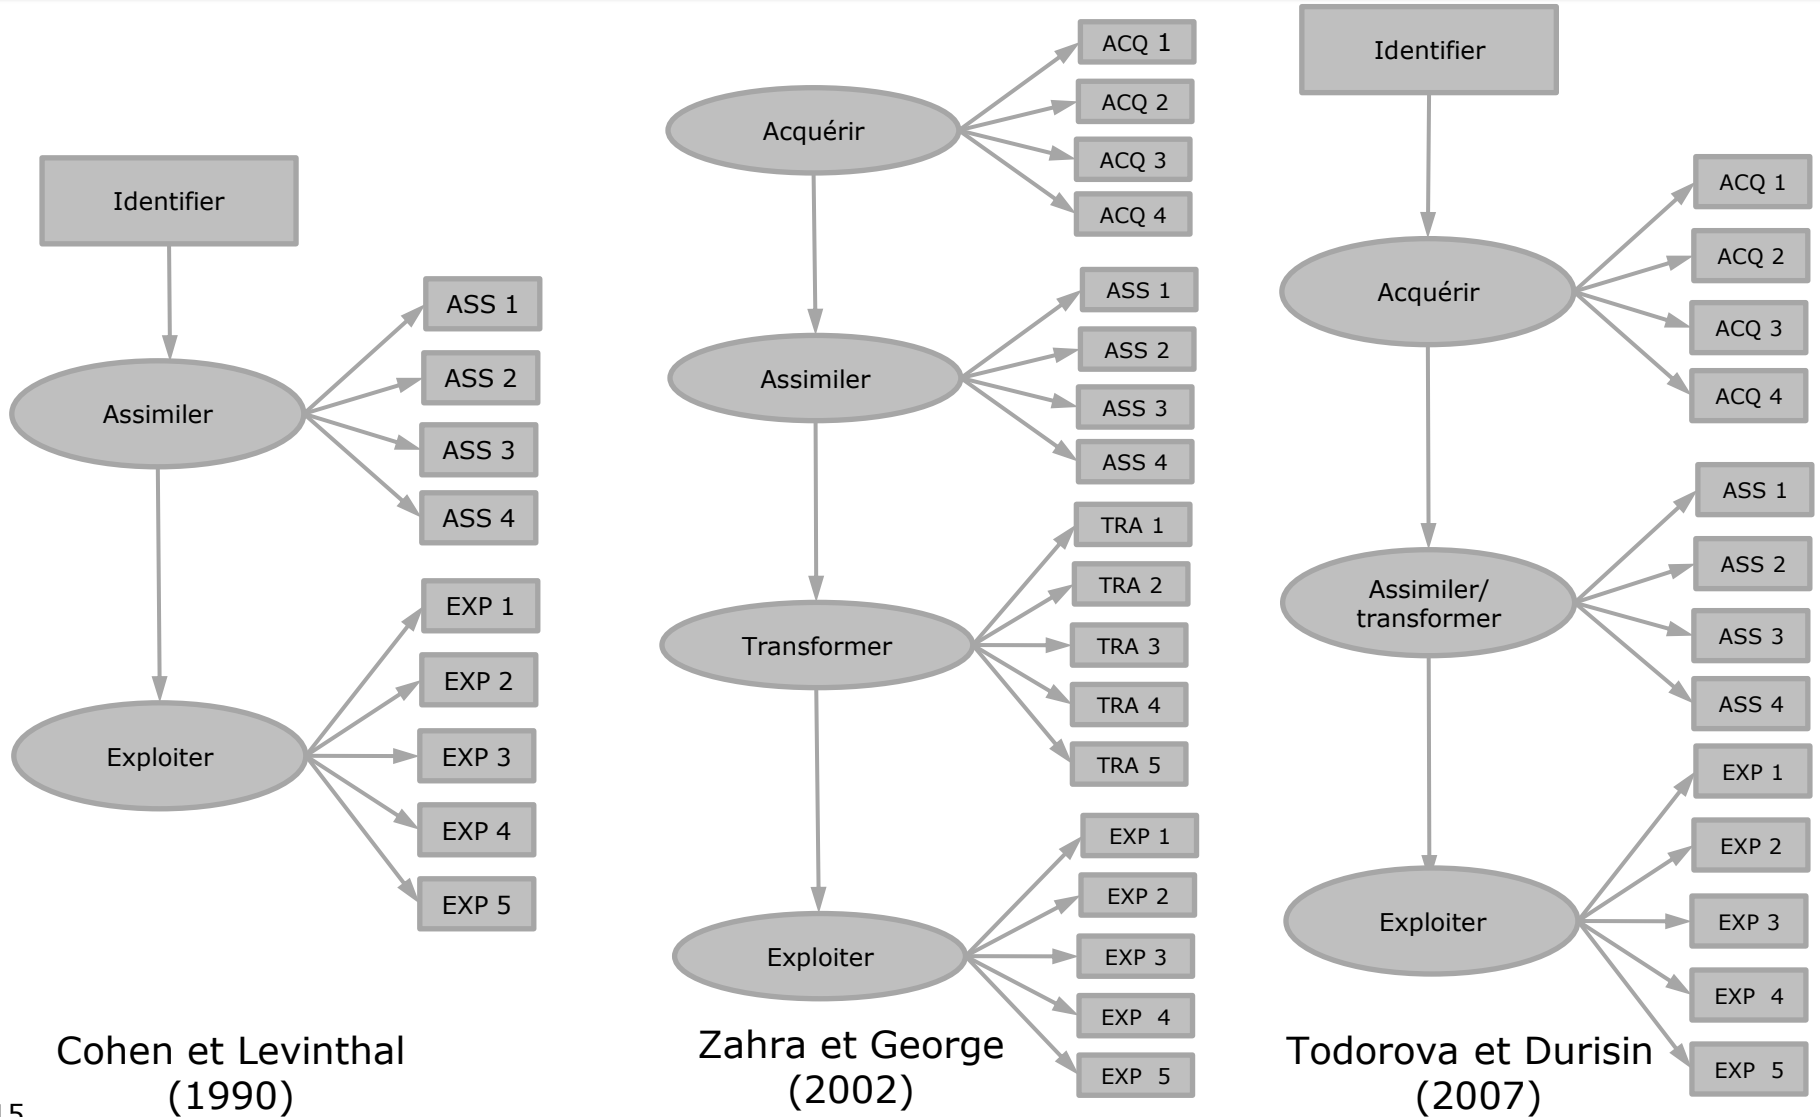 Identifier
Assimiler
ASS 1
ASS 2
ASS 3
ASS 4
Exploiter
EXP 1
EXP 2
EXP 3
EXP 4
EXP 5
Cohen et Levinthal
(1990)
Acquérir
ACQ 1
ACQ 2
ACQ 3
ACQ 4
Assimiler
ASS 1
ASS 2
ASS 3
ASS 4
Transformer
TRA 1
TRA 2
TRA 3
TRA 4
TRA 5
Exploiter
EXP 1
EXP 2
EXP 3
EXP 4
EXP 5
Zahra et George
(2002)
Identifier
Acquérir
ACQ 1
ACQ 2
ACQ 3
ACQ 4
Assimiler/
transformer
ASS 1
ASS 2
ASS 3
ASS 4
Exploiter
EXP 1
EXP 2
EXP 3
EXP 4
EXP 5
Todorova et Durisin
(2007)